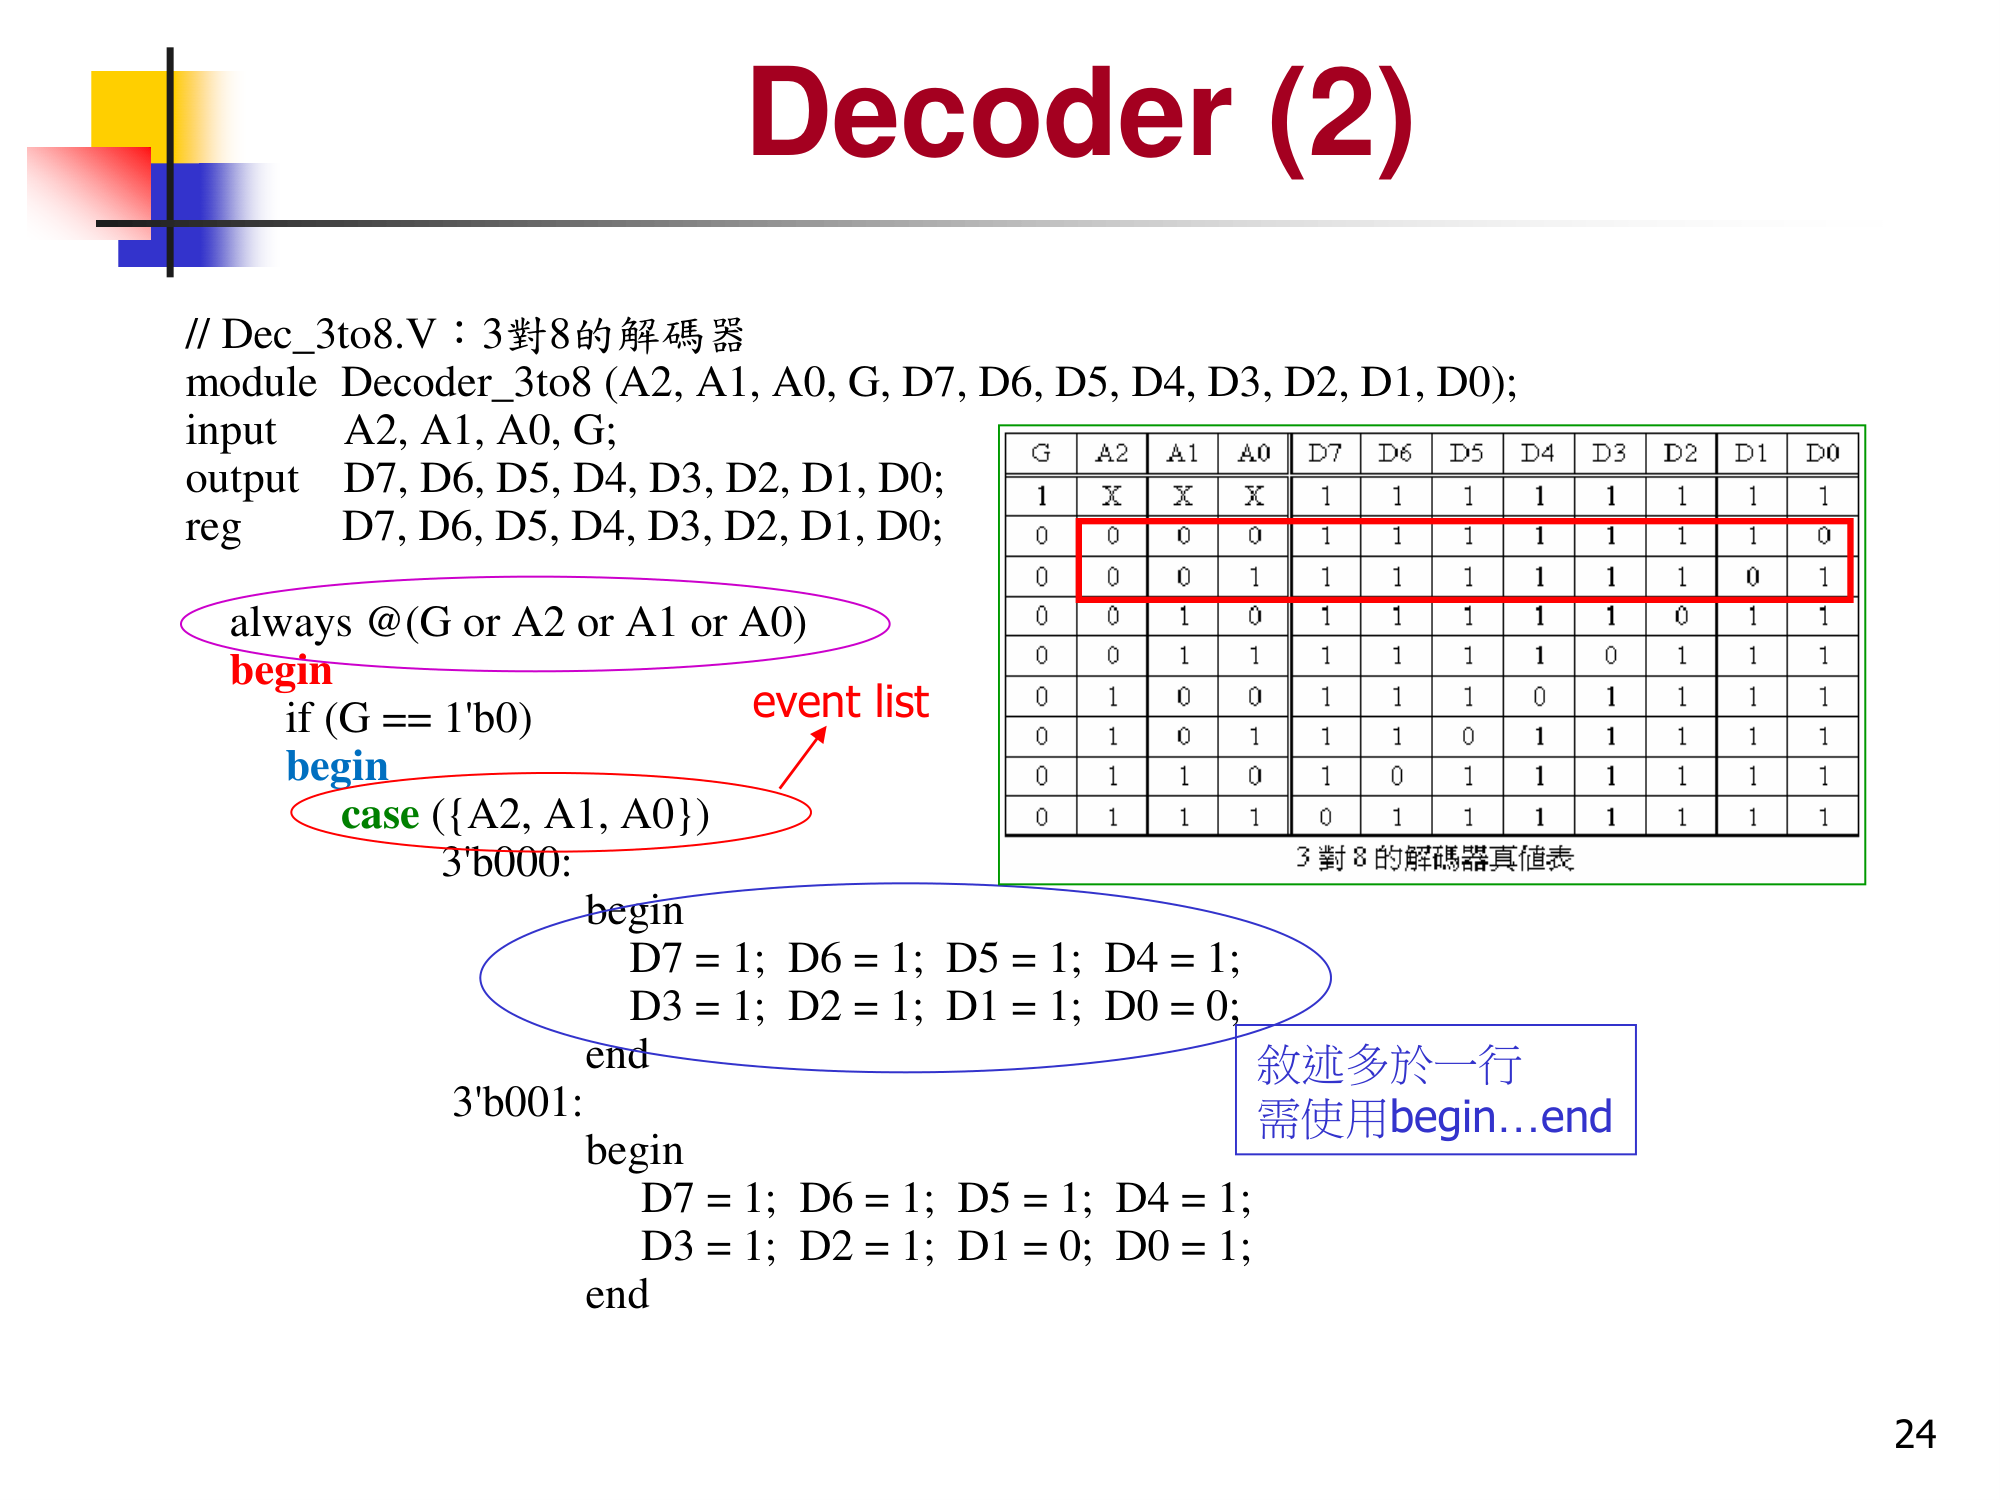 Decoder (2)
// Dec_3to8.V：3對8的解碼器
module Decoder_3to8 (A2, A1, A0, G, D7, D6, D5, D4, D3, D2, D1, D0);
input A2, A1, A0, G;
output D7, D6, D5, D4, D3, D2, D1, D0;
reg D7, D6, D5, D4, D3, D2, D1, D0;
always @(G or A2 or A1 or A0)
begin
if (G == 1'b0)
begin
event list
case ({A2, A1, A0})
3'b000:
begin
D7 = 1; D6 = 1; D5 = 1; D4 = 1;
D3 = 1; D2 = 1; D1 = 1; D0 = 0;
end
3'b001:
begin
D7 = 1; D6 = 1; D5 = 1; D4 = 1;
D3 = 1; D2 = 1; D1 = 0; D0 = 1;
end
G A2 A1 A0 D7 D6 D5 D4 D3 D2 D1 D0
1 X X X 1 1 1 1 1 1 1 1
0 0 0 0 1 1 1 1 1 1 1 0
0 0 0 1 1 1 1 1 1 1 0 1
0 0 1 0 1 1 1 1 1 0 1 1
0 0 1 1 1 1 1 1 0 1 1 1
0 1 0 0 1 1 1 0 1 1 1 1
0 1 0 1 1 1 0 1 1 1 1 1
0 1 1 0 1 0 1 1 1 1 1 1
0 1 1 1 0 1 1 1 1 1 1 1
3 對 8 的解碼器真値表
敘述多於一行
需使用begin…end
24